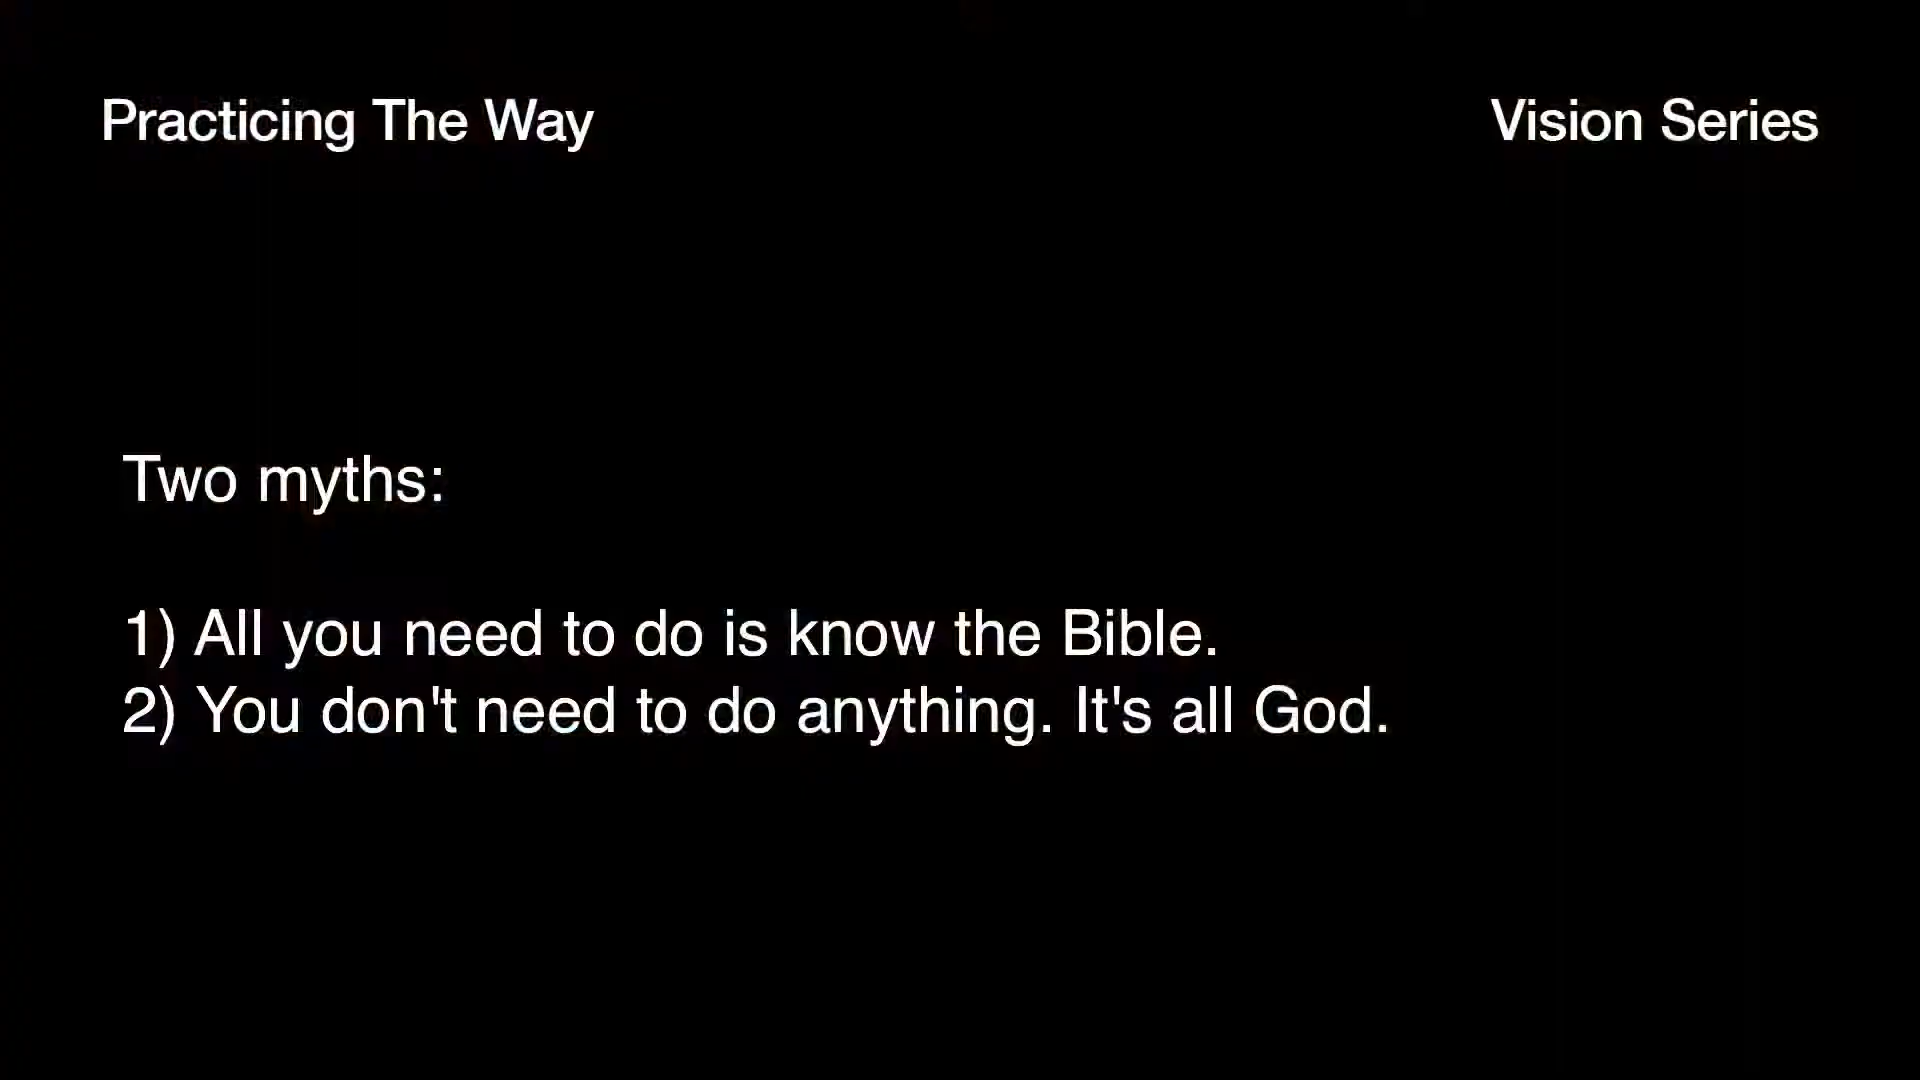 Practicing The Way
Vision Series
Two myths:
1) All you need to do is know the Bible.
2) You don't need to do anything. It's all God.